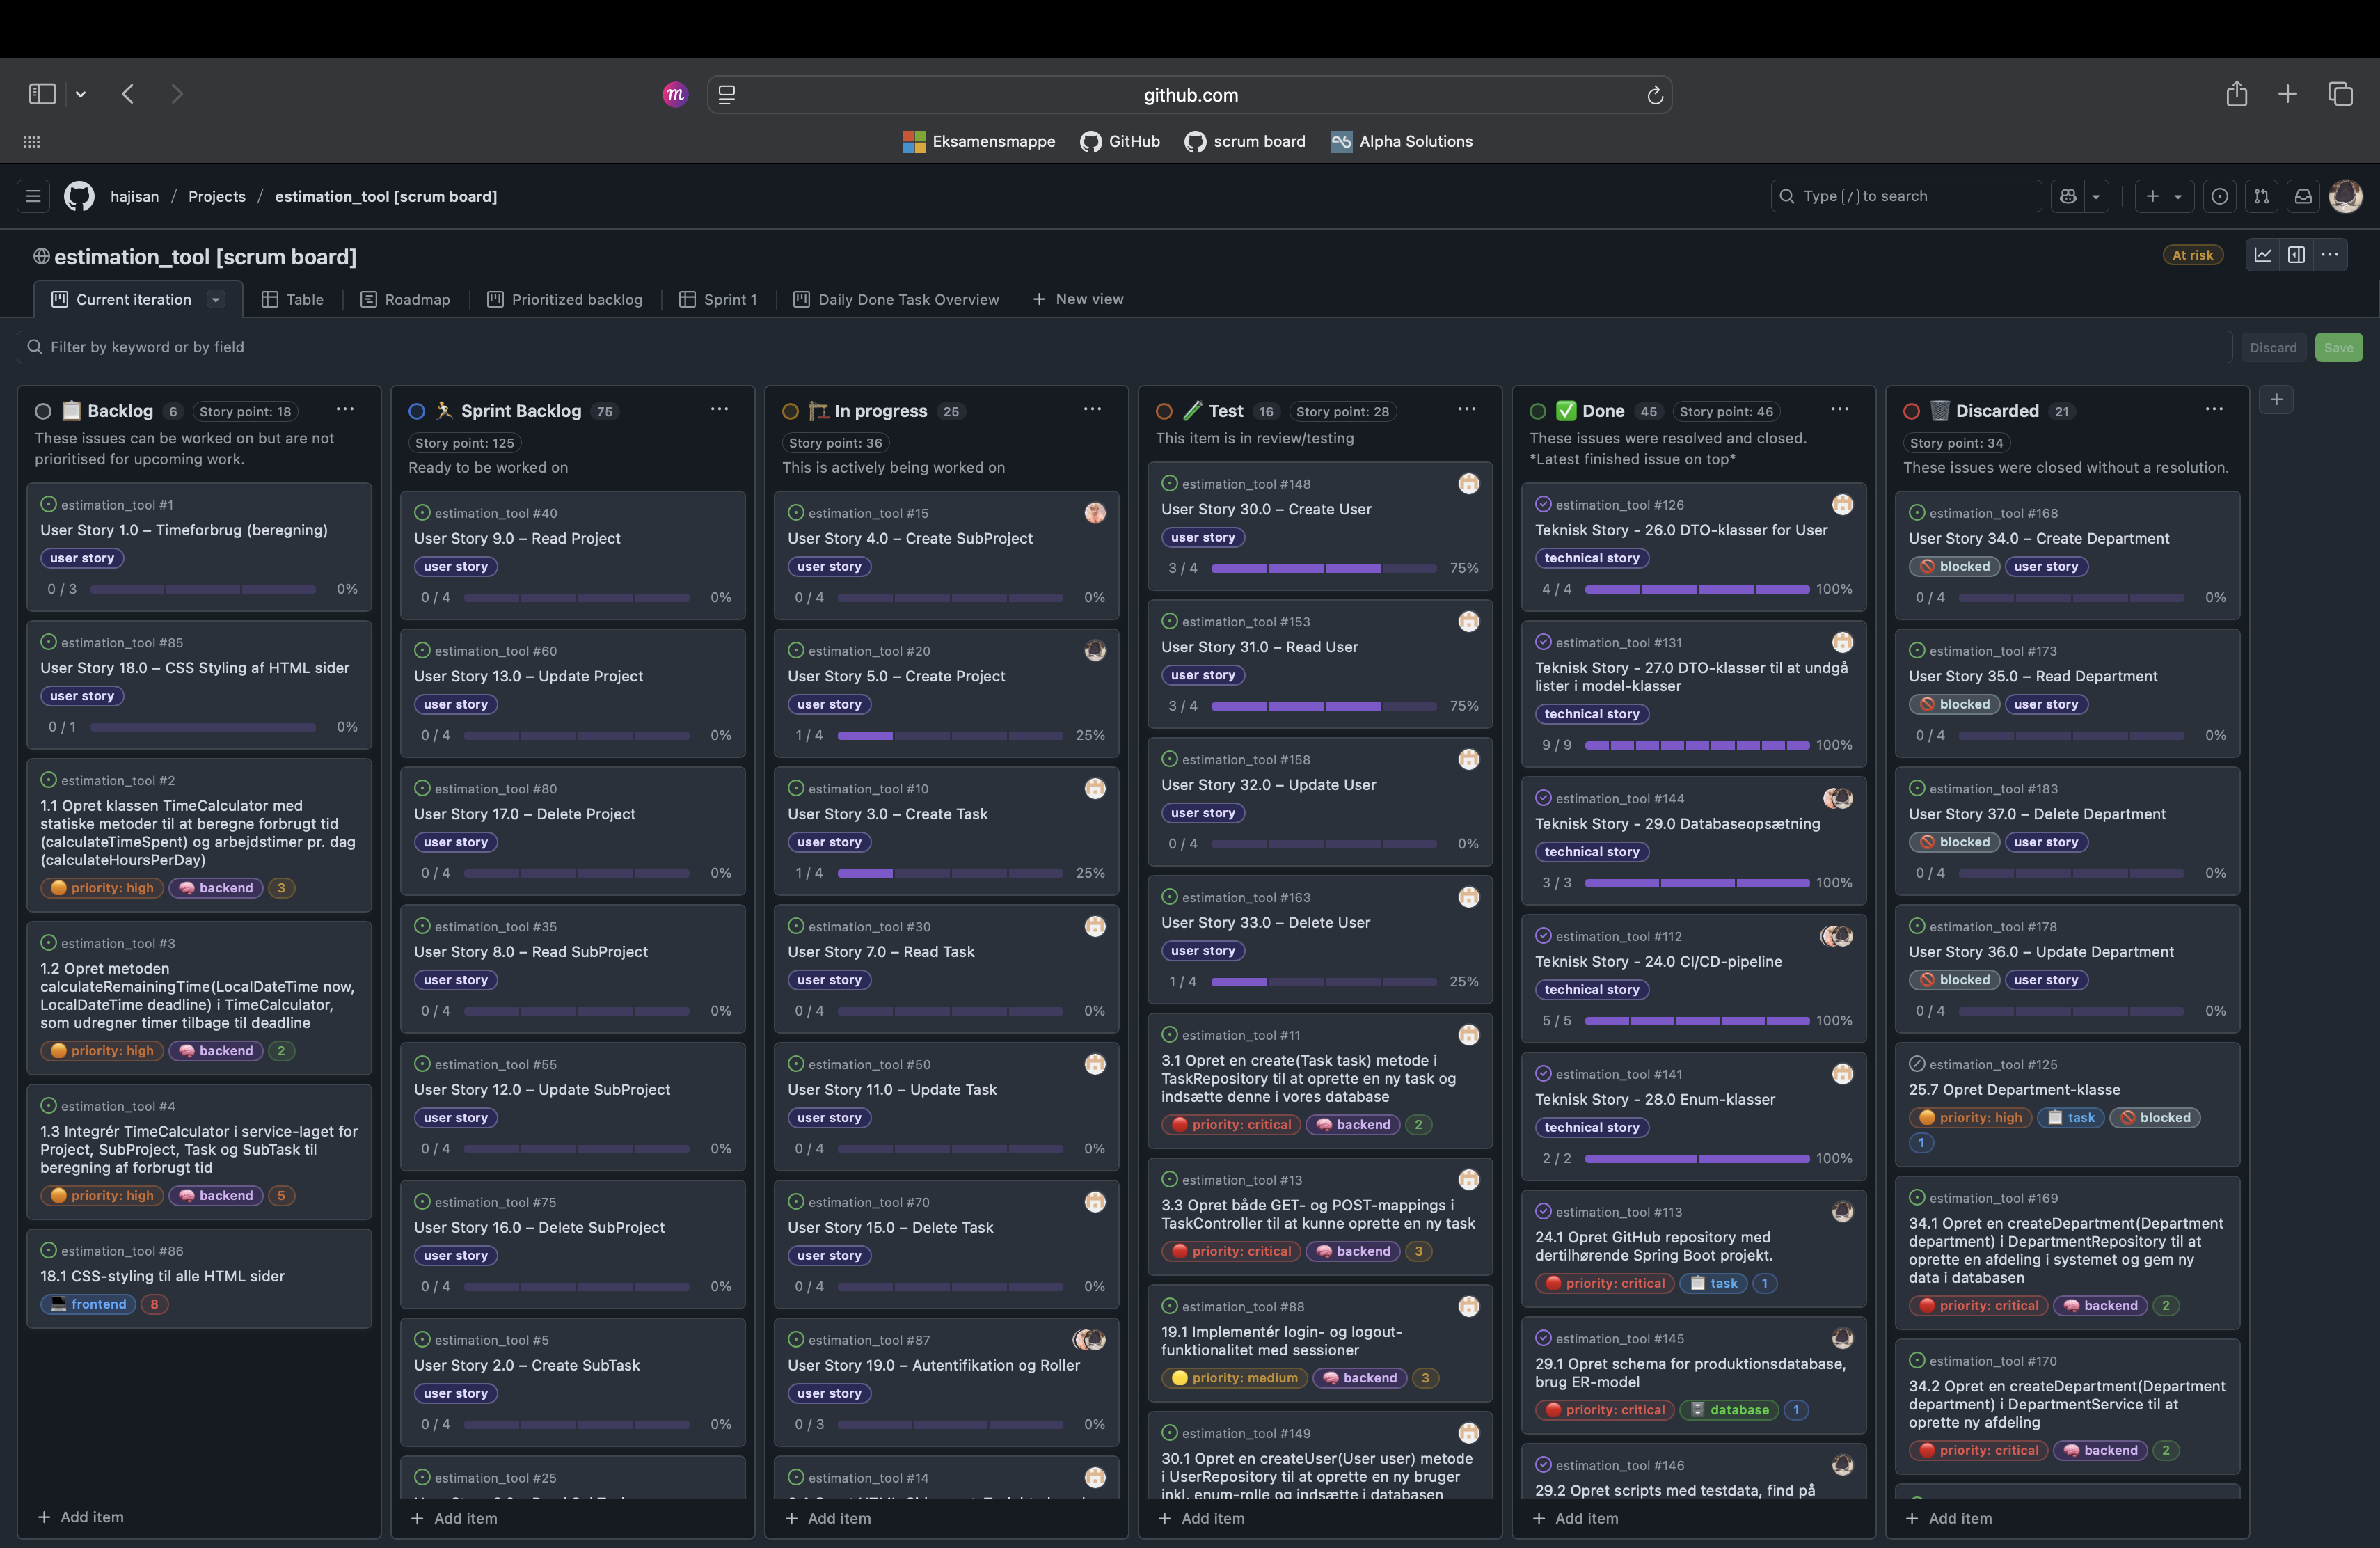 github.com
Eksamensmappe GitHub scrum board Alpha Solutions
hajisan / Projects / estimation_tool [scrum board]
Type / to search
estimation_tool [scrum board]
At risk
Current iteration Table Roadmap Prioritized backlog Sprint 1 Daily Done Task Overview + New view
Filter by keyword or by field
Discard Save
Backlog 6 Story point: 18
These issues can be worked on but are not
prioritised for upcoming work.
estimation_tool #1
User Story 1.0 – Timeforbrug (beregning)
user story
0 / 3 0%
estimation_tool #85
User Story 18.0 – CSS Styling af HTML sider
user story
0 / 1 0%
estimation_tool #2
1.1 Opret klassen TimeCalculator med
statiske metoder til at beregne forbrugt tid
(calculateTimeSpent) og arbejdstimer pr. dag
(calculateHoursPerDay)
priority: high backend 3
estimation_tool #3
1.2 Opret metoden
calculateRemainingTime(LocalDateTime now,
LocalDateTime deadline) i TimeCalculator,
som udregner timer tilbage til deadline
priority: high backend 2
estimation_tool #4
1.3 Integrér TimeCalculator i service-laget for
Project, SubProject, Task og SubTask til
beregning af forbrugt tid
priority: high backend 5
estimation_tool #86
18.1 CSS-styling til alle HTML sider
frontend 8
+ Add item
Sprint Backlog 75
Story point: 125
Ready to be worked on
estimation_tool #40
User Story 9.0 – Read Project
user story
0 / 4 0%
estimation_tool #60
User Story 13.0 – Update Project
user story
0 / 4 0%
estimation_tool #80
User Story 17.0 – Delete Project
user story
0 / 4 0%
estimation_tool #35
User Story 8.0 – Read SubProject
user story
0 / 4 0%
estimation_tool #55
User Story 12.0 – Update SubProject
user story
0 / 4 0%
estimation_tool #75
User Story 16.0 – Delete SubProject
user story
0 / 4 0%
estimation_tool #5
User Story 2.0 – Create SubTask
user story
0 / 4 0%
estimation_tool #25
+ Add item
In progress 25
Story point: 36
This is actively being worked on
estimation_tool #15
User Story 4.0 – Create SubProject
user story
0 / 4 0%
estimation_tool #20
User Story 5.0 – Create Project
user story
1 / 4 25%
estimation_tool #10
User Story 3.0 – Create Task
user story
1 / 4 25%
estimation_tool #30
User Story 7.0 – Read Task
user story
0 / 4 0%
estimation_tool #50
User Story 11.0 – Update Task
user story
0 / 4 0%
estimation_tool #70
User Story 15.0 – Delete Task
user story
0 / 4 0%
estimation_tool #87
User Story 19.0 – Autentifikation og Roller
user story
0 / 3 0%
estimation_tool #14
+ Add item
Test 16 Story point: 28
This item is in review/testing
estimation_tool #148
User Story 30.0 – Create User
user story
3 / 4 75%
estimation_tool #153
User Story 31.0 – Read User
user story
3 / 4 75%
estimation_tool #158
User Story 32.0 – Update User
user story
0 / 4 0%
estimation_tool #163
User Story 33.0 – Delete User
user story
1 / 4 25%
estimation_tool #11
3.1 Opret en create(Task task) metode i
TaskRepository til at oprette en ny task og
indsætte denne i vores database
priority: critical backend 2
estimation_tool #13
3.3 Opret både GET- og POST-mappings i
TaskController til at kunne oprette en ny task
priority: critical backend 3
estimation_tool #88
19.1 Implementér login- og logout-
funktionalitet med sessioner
priority: medium backend 3
estimation_tool #149
30.1 Opret en createUser(User user) metode
i UserRepository til at oprette en ny bruger
inkl. enum-rolle og indsætte i databasen
+ Add item
Done 45 Story point: 46
These issues were resolved and closed.
*Latest finished issue on top*
estimation_tool #126
Teknisk Story - 26.0 DTO-klasser for User
technical story
4 / 4 100%
estimation_tool #131
Teknisk Story - 27.0 DTO-klasser til at undgå
lister i model-klasser
technical story
9 / 9 100%
estimation_tool #144
Teknisk Story - 29.0 Databaseopsætning
technical story
3 / 3 100%
estimation_tool #112
Teknisk Story - 24.0 CI/CD-pipeline
technical story
5 / 5 100%
estimation_tool #141
Teknisk Story - 28.0 Enum-klasser
technical story
2 / 2 100%
estimation_tool #113
24.1 Opret GitHub repository med
dertilhørende Spring Boot projekt.
priority: critical task 1
estimation_tool #145
29.1 Opret schema for produktionsdatabase,
brug ER-model
priority: critical database 1
estimation_tool #146
29.2 Opret scripts med testdata, find på
+ Add item
Discarded 21
Story point: 34
These issues were closed without a resolution.
estimation_tool #168
User Story 34.0 – Create Department
blocked user story
0 / 4 0%
estimation_tool #173
User Story 35.0 – Read Department
blocked user story
0 / 4 0%
estimation_tool #183
User Story 37.0 – Delete Department
blocked user story
0 / 4 0%
estimation_tool #178
User Story 36.0 – Update Department
blocked user story
0 / 4 0%
estimation_tool #125
25.7 Opret Department-klasse
priority: high task blocked
1
estimation_tool #169
34.1 Opret en createDepartment(Department
department) i DepartmentRepository til at
oprette en afdeling i systemet og gem ny
data i databasen
priority: critical backend 2
estimation_tool #170
34.2 Opret en createDepartment(Department
department) i DepartmentService til at
oprette ny afdeling
priority: critical backend 2
+ Add item